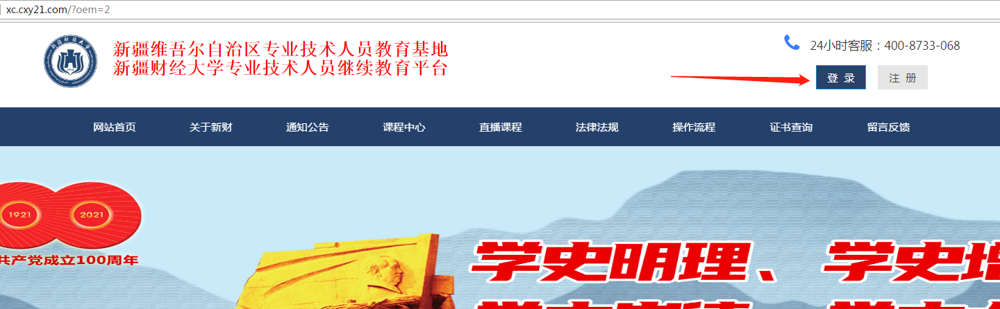 xc.cxy21.com/?oem=2
新疆维吾尔自治区专业技术人员教育基地
新疆财经大学专业技术人员继续教育平台
24小时客服：400-8733-068
登 录 注 册
网站首页 关于新财 通知公告 课程中心 直播课程 法律法规 操作流程 证书查询 留言反馈
1921 2021
共产党成立100周年
学史明理、学史增